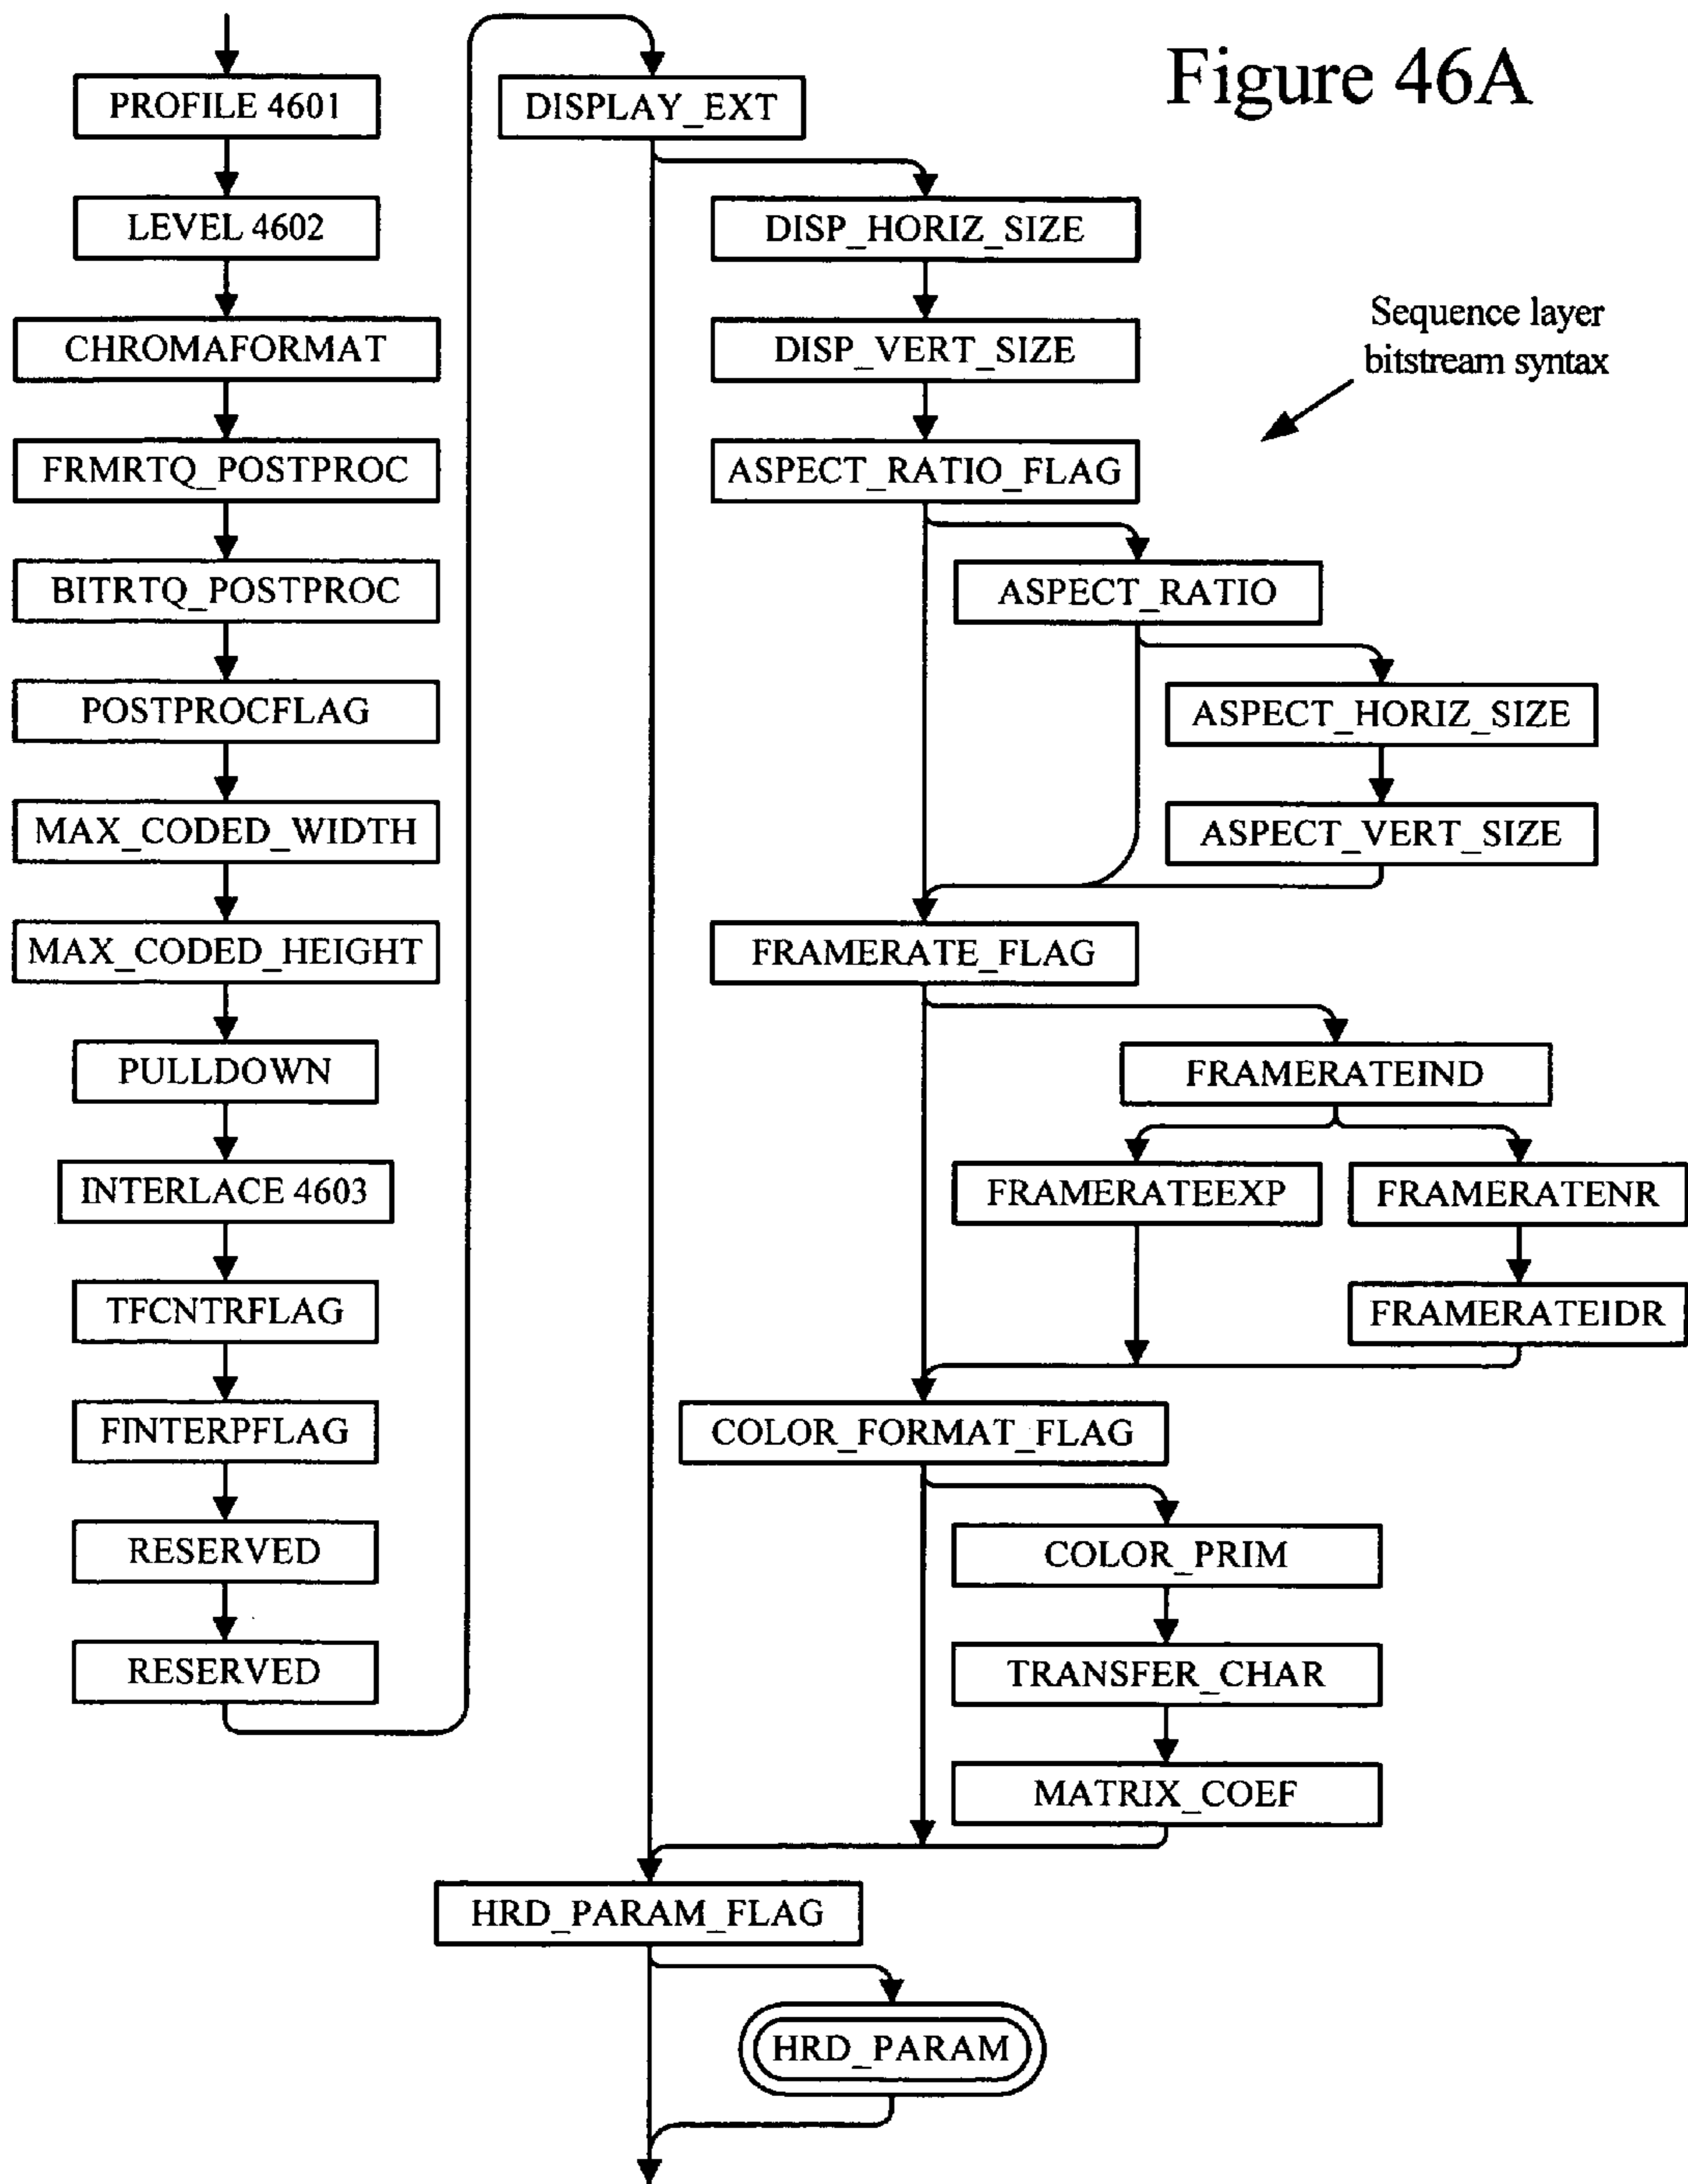 Figure 46A
PROFILE 4601
LEVEL 4602
CHROMAFORMAT
FRMRTQ_POSTPROC
BITRTQ_POSTPROC
POSTPROCFLAG
MAX_CODED_WIDTH
MAX_CODED_HEIGHT
PULLDOWN
INTERLACE 4603
TFCNTRFLAG
FINTERPFLAG
RESERVED
RESERVED
DISPLAY_EXT
DISP_HORIZ_SIZE
DISP_VERT_SIZE
ASPECT_RATIO_FLAG
Sequence layer
bitstream syntax
ASPECT_RATIO
ASPECT_HORIZ_SIZE
ASPECT_VERT_SIZE
FRAMERATE_FLAG
FRAMERATEIND
FRAMERATEEXP
FRAMERATENR
FRAMERATEIDR
COLOR_FORMAT_FLAG
COLOR_PRIM
TRANSFER_CHAR
MATRIX_COEF
HRD_PARAM_FLAG
HRD_PARAM